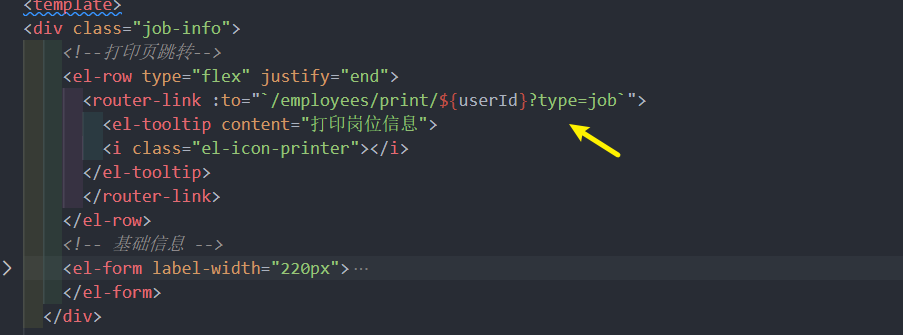 <template>
<div class="job-info">
<!--打印页跳转-->
<el-row type="flex" justify="end">
<router-link :to="`/employees/print/${userId}?type=job`">
<el-tooltip content="打印岗位信息">
<i class="el-icon-printer"></i>
</el-tooltip>
</router-link>
</el-row>
<!-- 基础信息 -->
<el-form label-width="220px">…
</el-form>
</div>